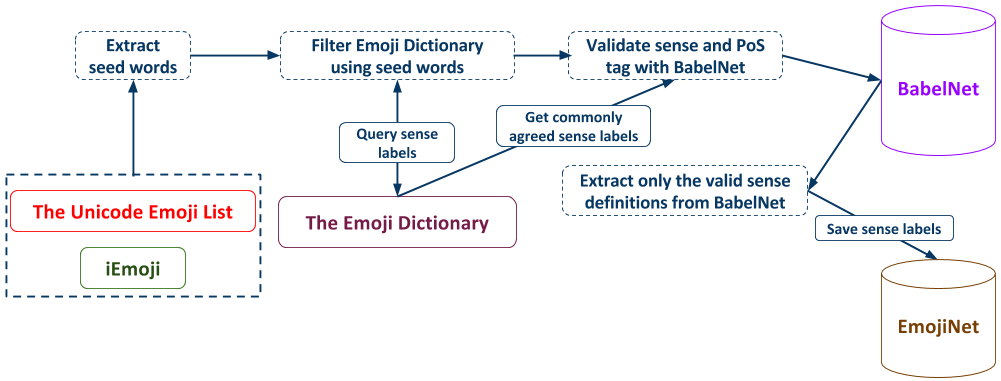 Extract
seed words
Filter Emoji Dictionary
using seed words
Validate sense and PoS
tag with BabelNet
BabelNet
Query sense
labels
Get commonly
agreed sense labels
Extract only the valid sense
definitions from BabelNet
The Unicode Emoji List
The Emoji Dictionary
Save sense labels
iEmoji
EmojiNet